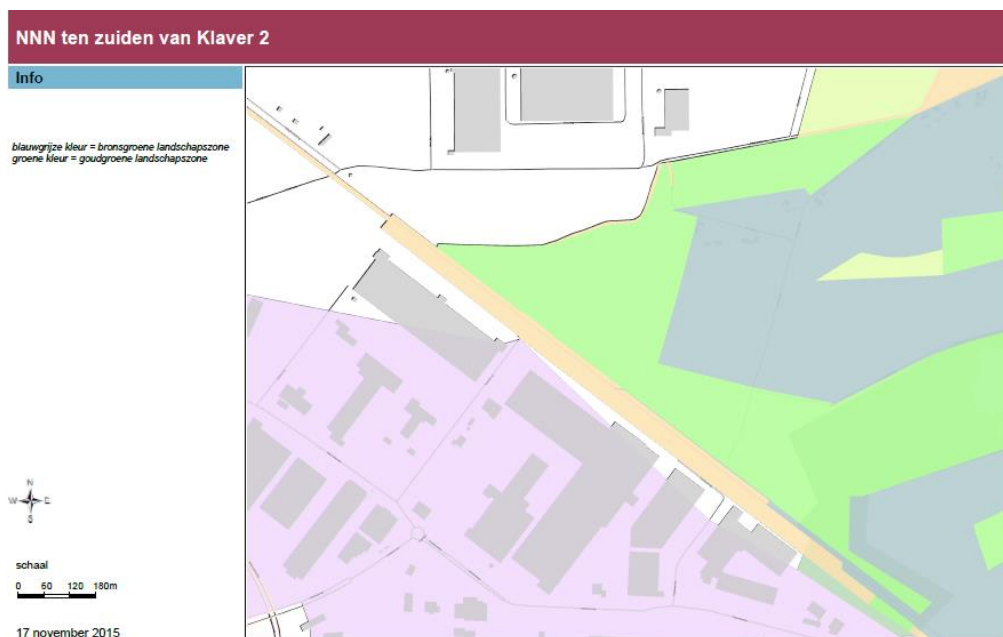 NNN ten zuiden van Klaver 2
Info
blauwgrijze kleur = bronsgroene landschapszone
groene kleur = goudgroene landschapszone
N
W E
S
schaal
0 60 120 180m
17 november 2015